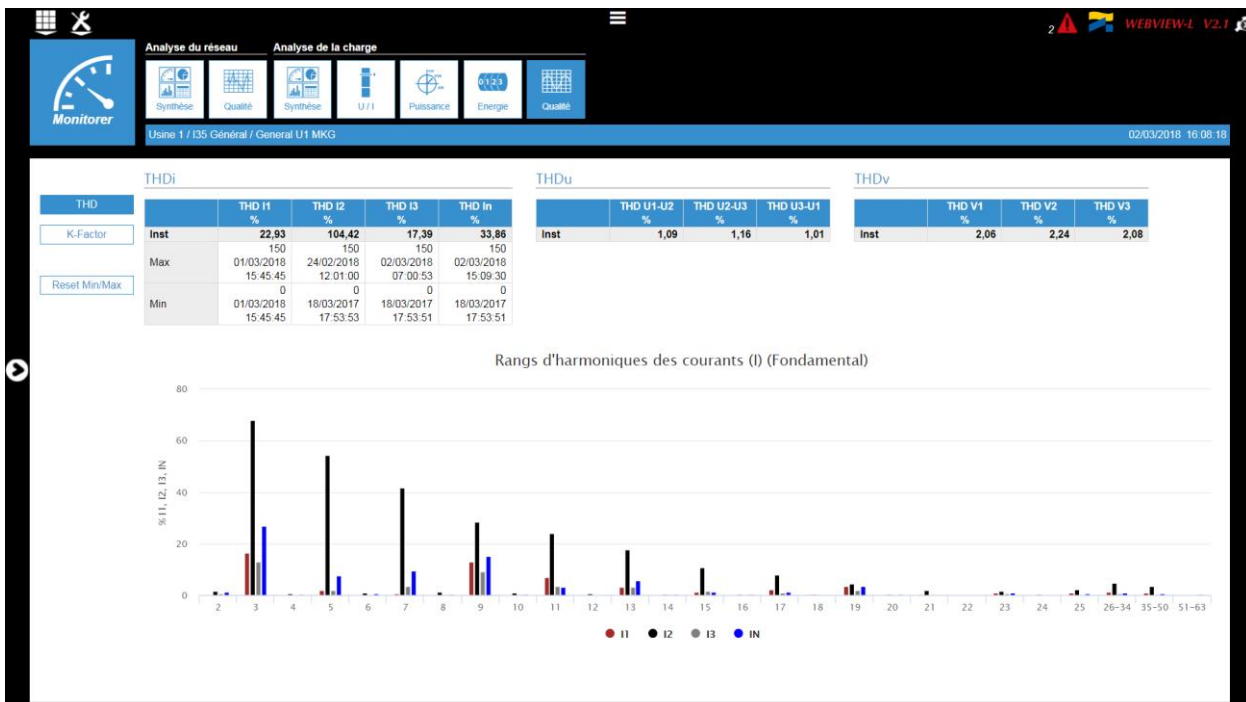 2
WEBVIEW-L V2.1
Analyse du réseau Analyse de la charge
Monitorer
Synthèse Qualité Synthèse U / I Puissance Energie Qualité
0123
Usine 1 / I35 Général / General U1 MKG 02/03/2018 16:08:18
THD
K-Factor
Reset Min/Max
THDi
THD I1 THD I2 THD I3 THD In
% % % %
Inst 22,93 104,42 17,39 33,86
150 150 150 150
Max 01/03/2018 24/02/2018 02/03/2018 02/03/2018
15:45:45 12:01:00 07:00:53 15:09:30
0 0 0 0
Min 01/03/2018 18/03/2017 18/03/2017 18/03/2017
15:45:45 17:53:53 17:53:51 17:53:51
THDu
THD U1-U2 THD U2-U3 THD U3-U1
% % %
Inst 1,09 1,16 1,01
THDv
THD V1 THD V2 THD V3
% % %
Inst 2,06 2,24 2,08
Rangs d'harmoniques des courants (I) (Fondamental)
% I1, I2, I3, IN
80
60
40
20
0
2 3 4 5 6 7 8 9 10 11 12 13 14 15 16 17 18 19 20 21 22 23 24 25 26-34 35-50 51-63
I1 I2 I3 IN